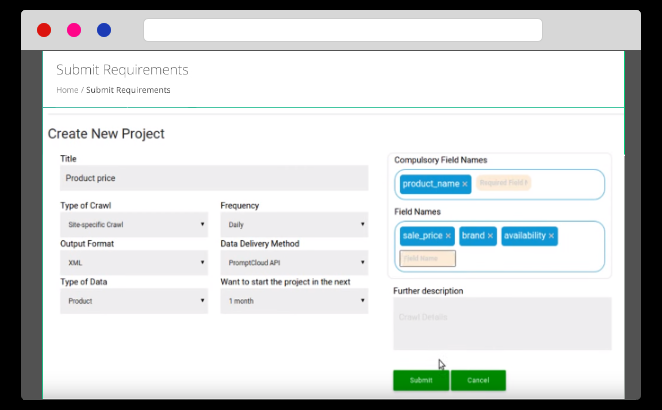 Submit Requirements
Home / Submit Requirements
Create New Project
Title
Product price
Type of Crawl
Frequency
Site-specific Crawl
Daily
Output Format
Data Delivery Method
XML
PromptCloud API
Type of Data
Want to start the project in the next
Product
1 month
Compulsory Field Names
product_name ×
Required Field
Field Names
sale_price × brand × availability ×
Field Name
Further description
Crawl Details
Submit Cancel